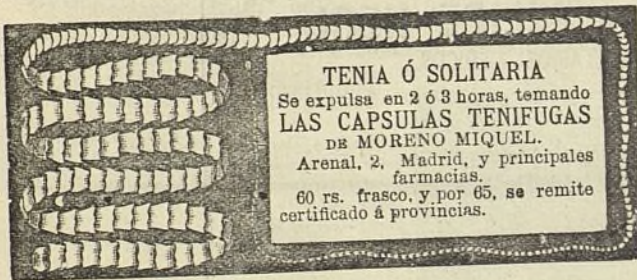 TENIA Ó SOLITARIA
Se expulsa en 2 ó 3 horas, temando
LAS CAPSULAS TENIFUGAS
DE MORENO MIQUEL.
Arenal, 2, Madrid, y principales
farmacias.
60 rs. frasco, y por 65, se remite
certificado á provincias.